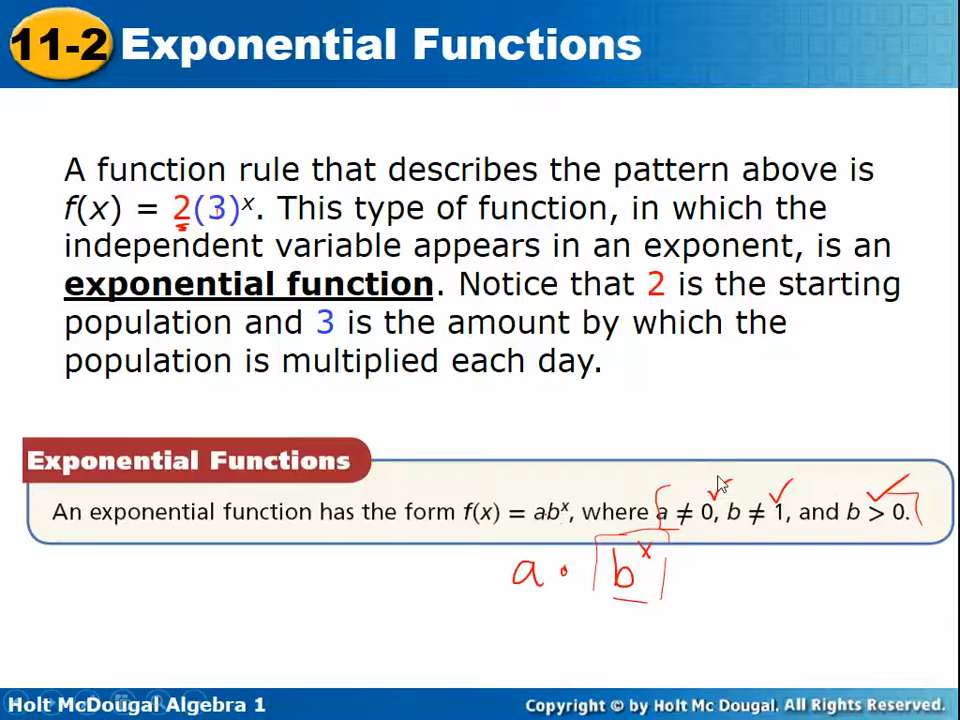 11-2 Exponential Functions
A function rule that describes the pattern above is
f(x) = 2(3)ˣ. This type of function, in which the
independent variable appears in an exponent, is an
exponential function. Notice that 2 is the starting
population and 3 is the amount by which the
population is multiplied each day.
Exponential Functions
An exponential function has the form f(x) = abˣ, where a ≠ 0, b ≠ 1, and b > 0.
a · bˣ
Holt McDougal Algebra 1
Copyright © by Holt Mc Dougal. All Rights Reserved.